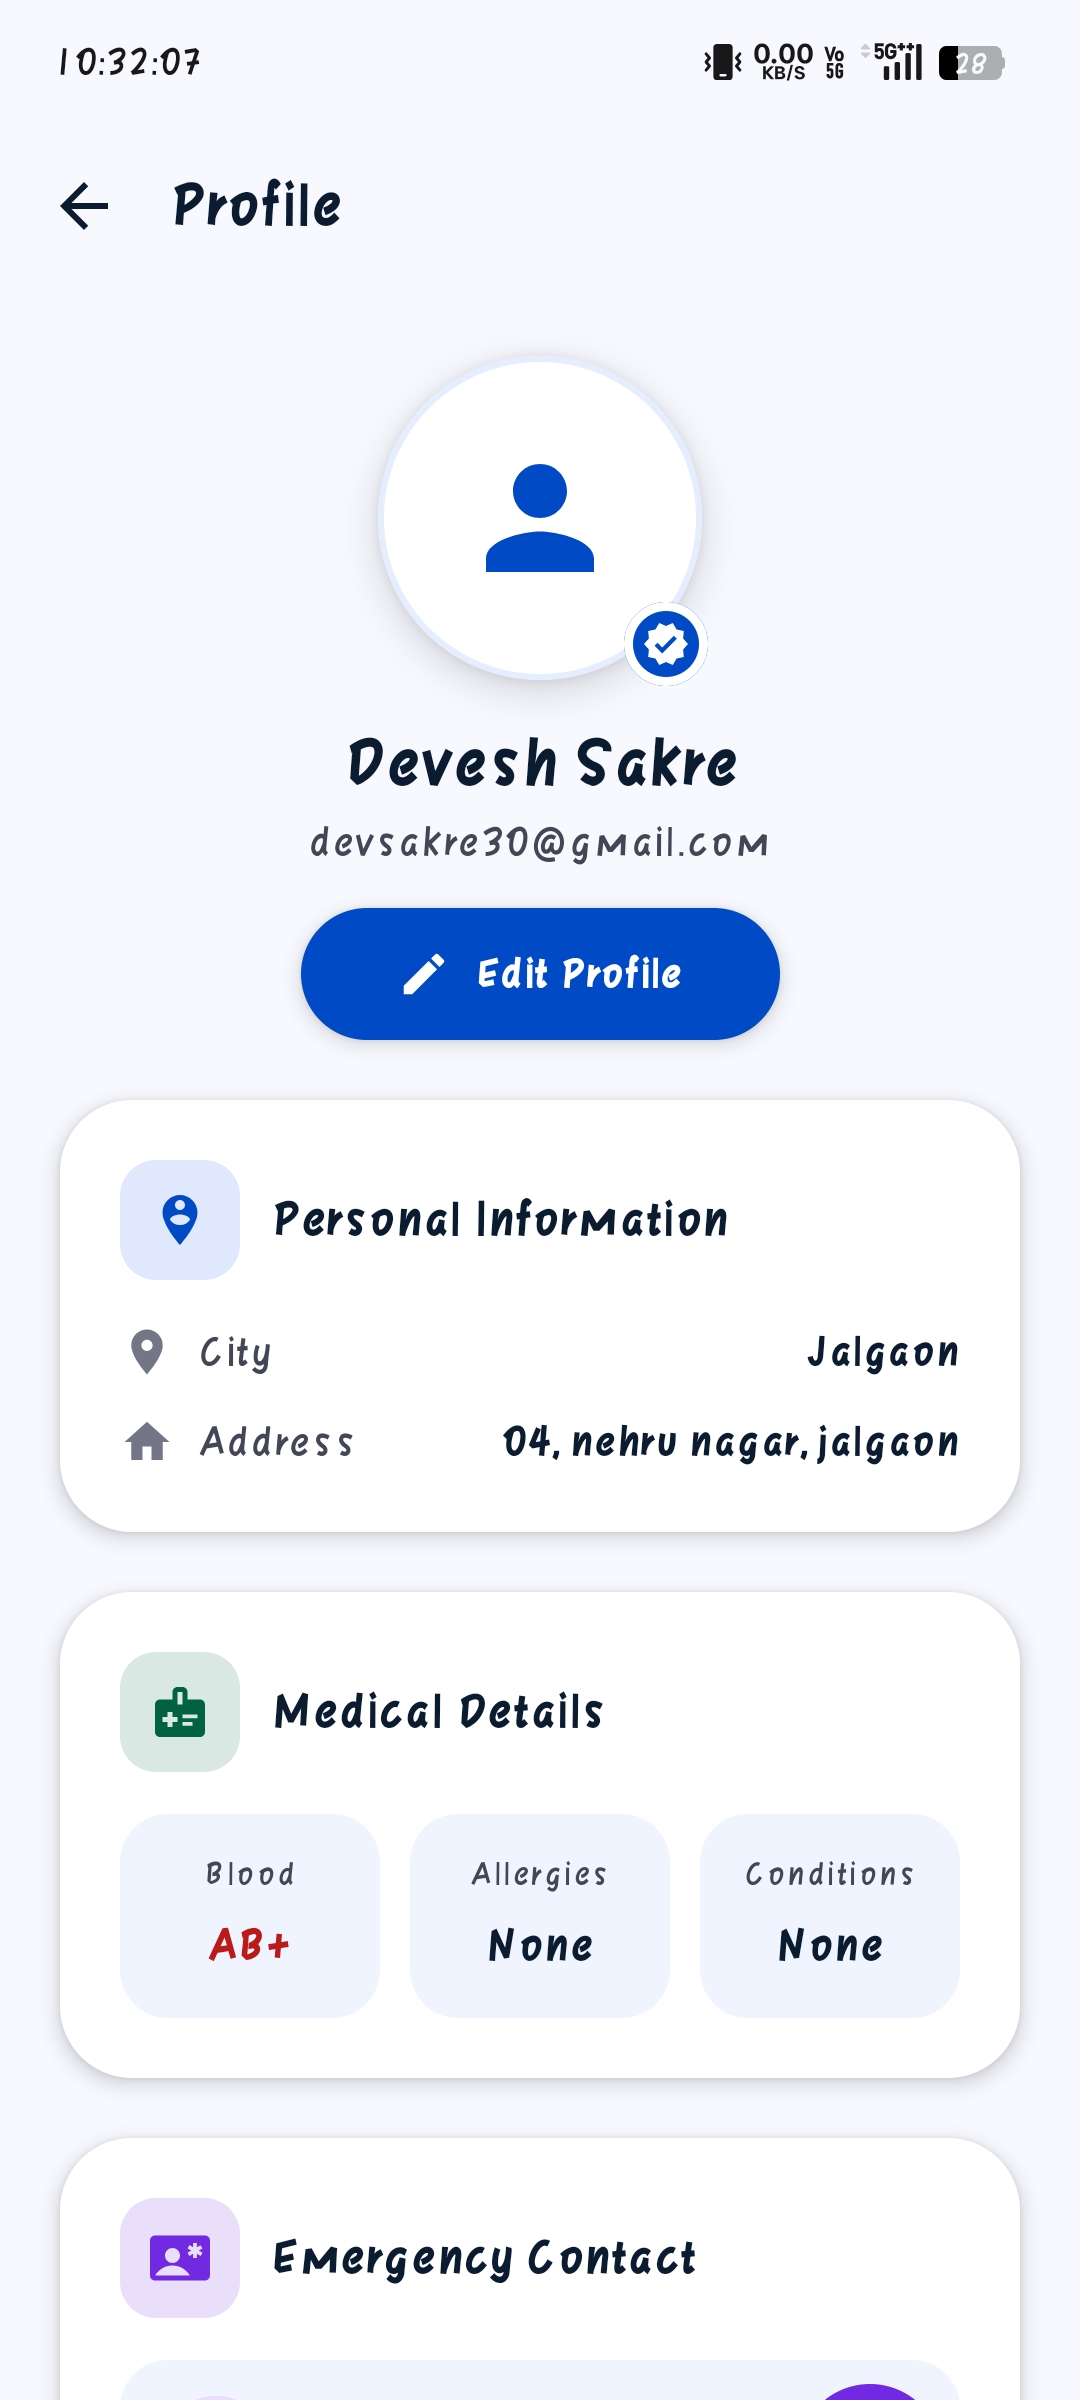 10:32:07 0.00 KB/S Vo 5G 5G++ 28
Profile
Devesh Sakre
devsakre30@gmail.com
Edit Profile
Personal Information
City Jalgaon
Address 04, nehru nagar, jalgaon
Medical Details
Blood Allergies Conditions
AB+ None None
Emergency Contact